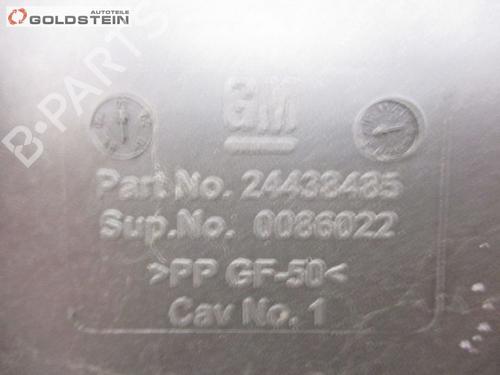 AUTOTEILE
GOLDSTEIN
B-PARTS
gm
Part No. 24438485
Sup.No. 0086022
>PP GF-50<
Cav No. 1